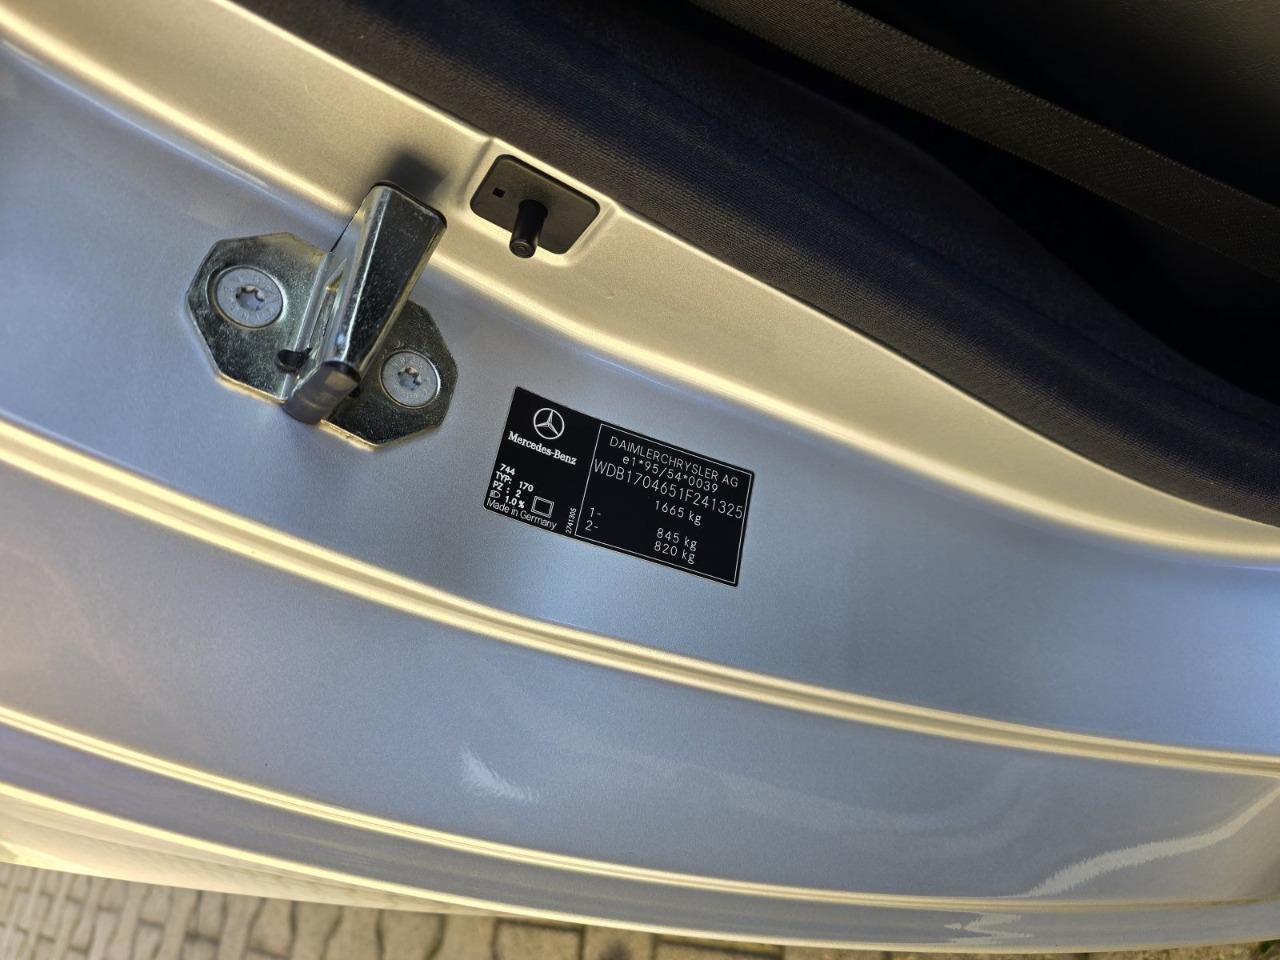 Mercedes-Benz
744
TYP: 170
PZ : 2
1.0 %
Made in Germany
2741305
DAIMLERCHRYSLER AG
e1*95/54*0039
WDB1704651F241325
1665 kg
1- 845 kg
2- 820 kg